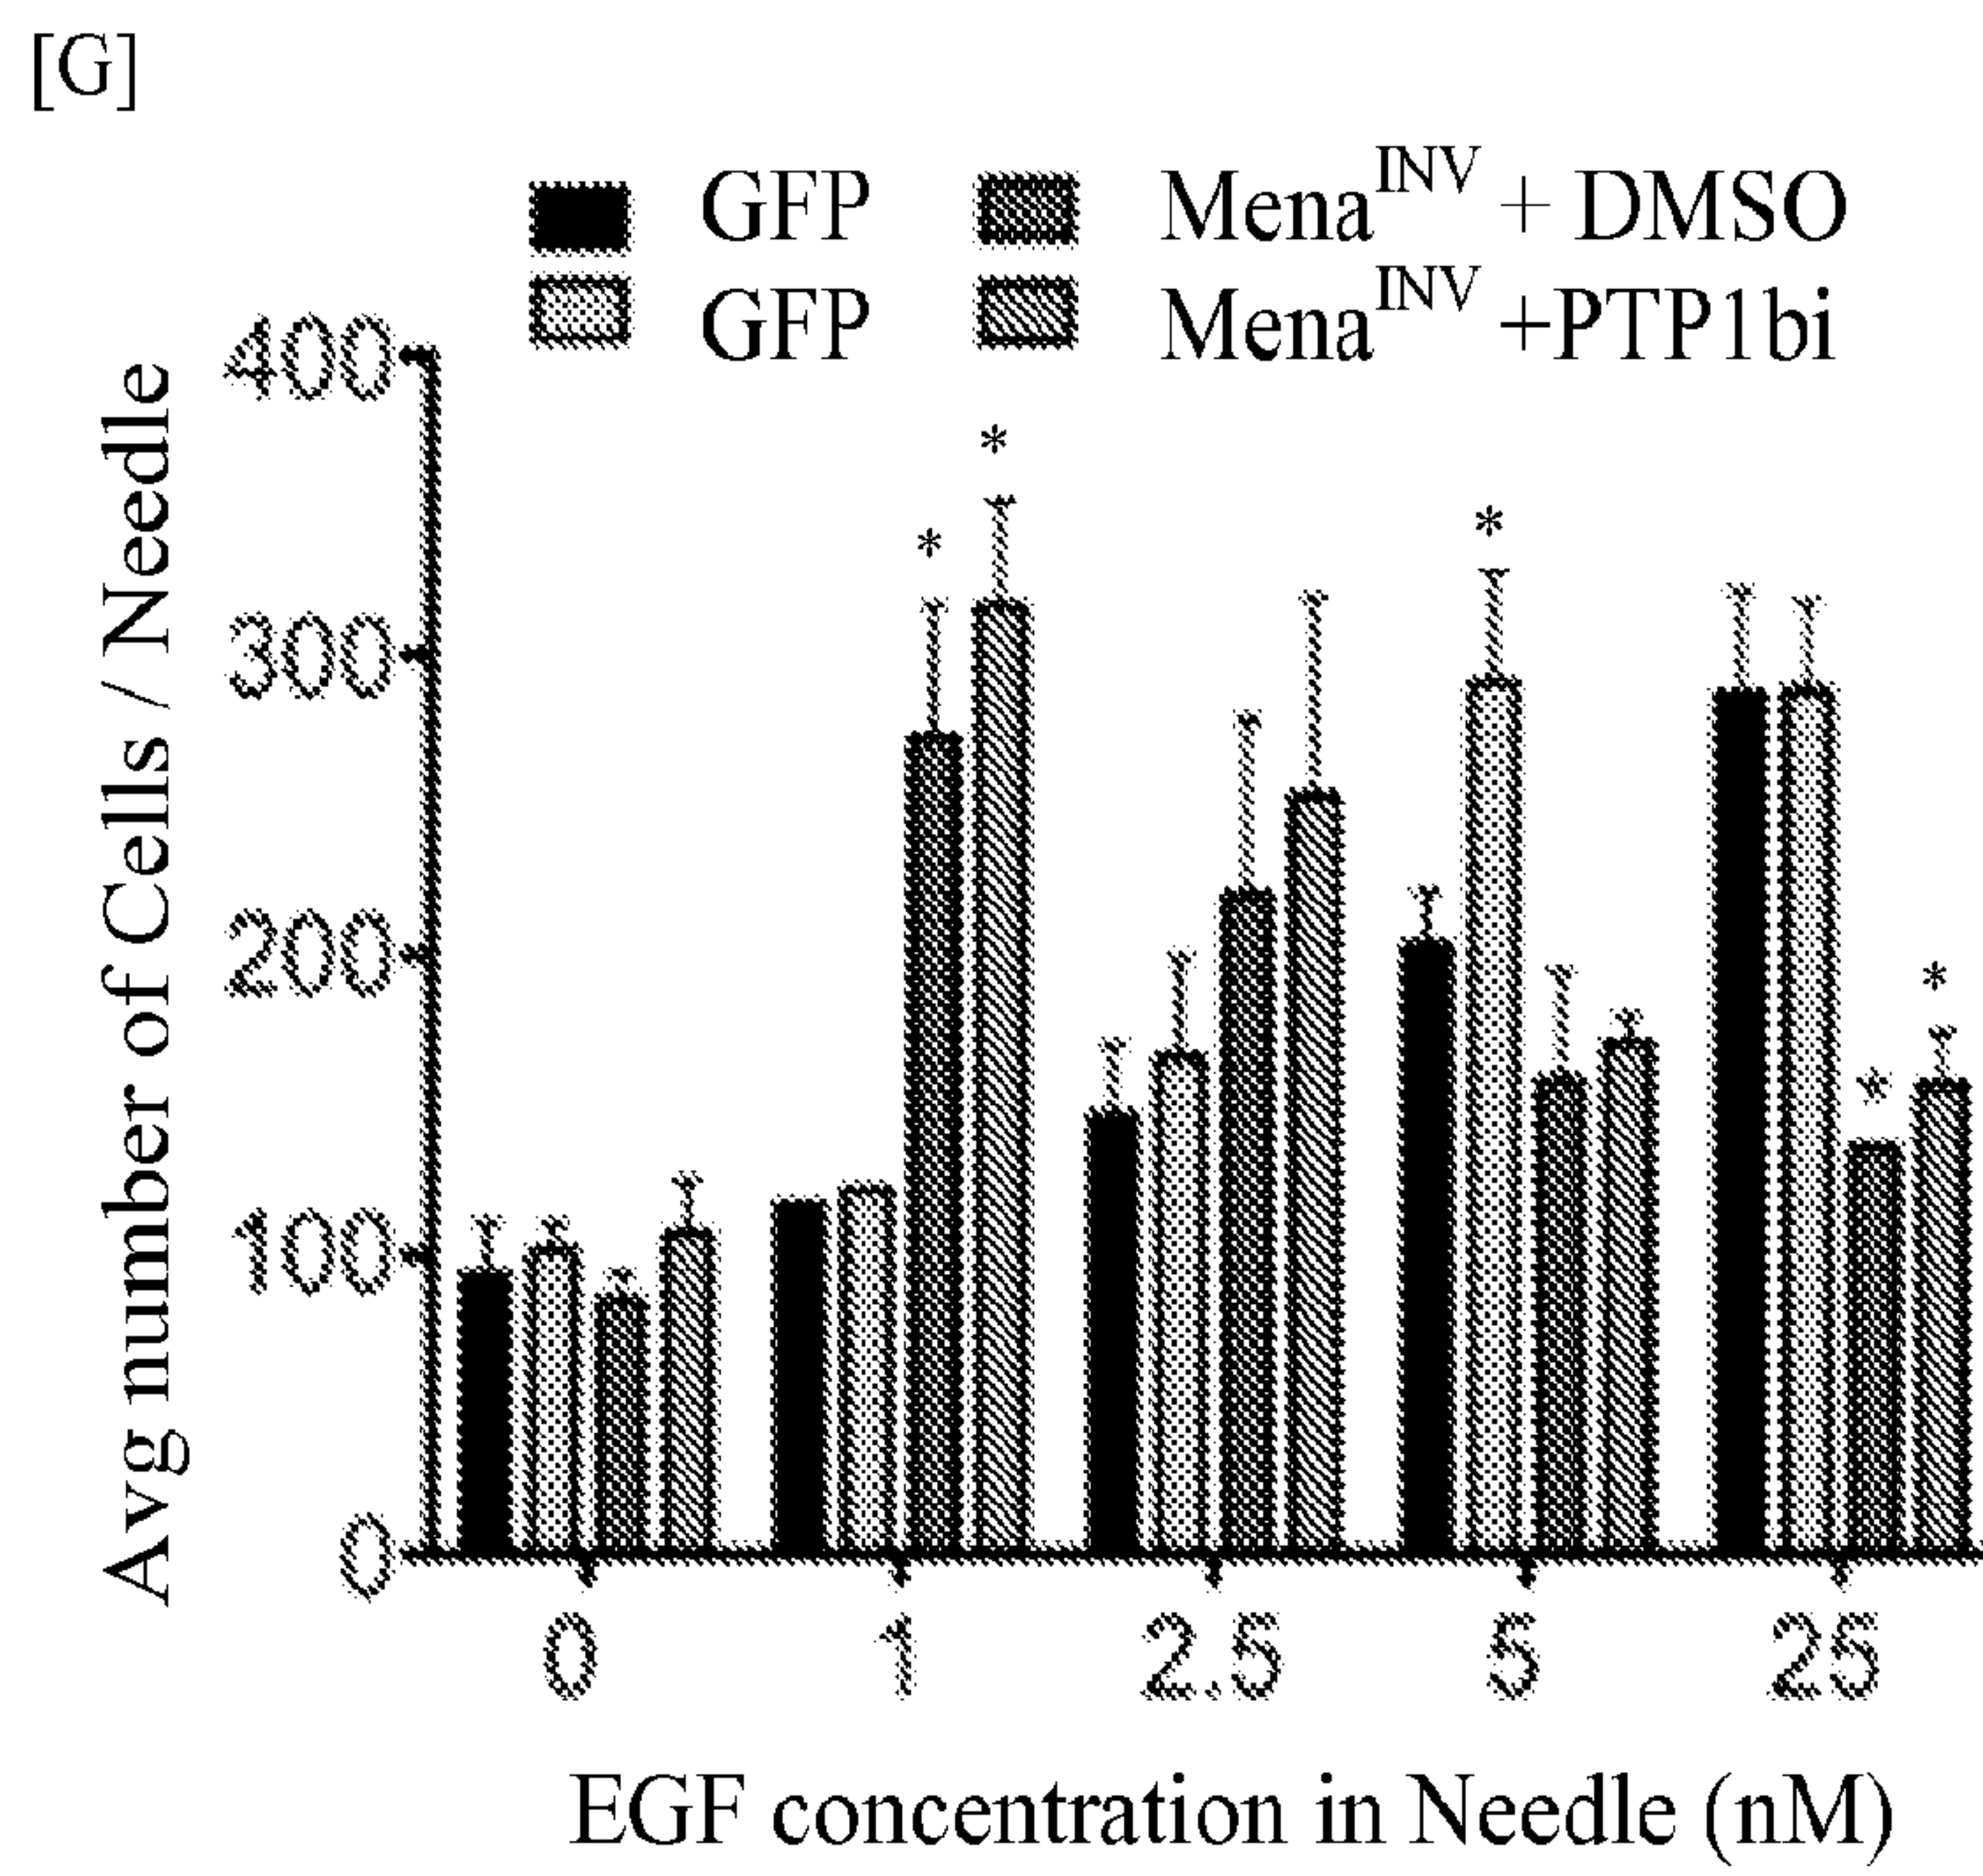 [G]
GFP
Mena^INV + DMSO
GFP
Mena^INV +PTP1bi
Avg number of Cells / Needle
400
300
200
100
0
* * * * *
0 1 2.5 5 25
EGF concentration in Needle (nM)